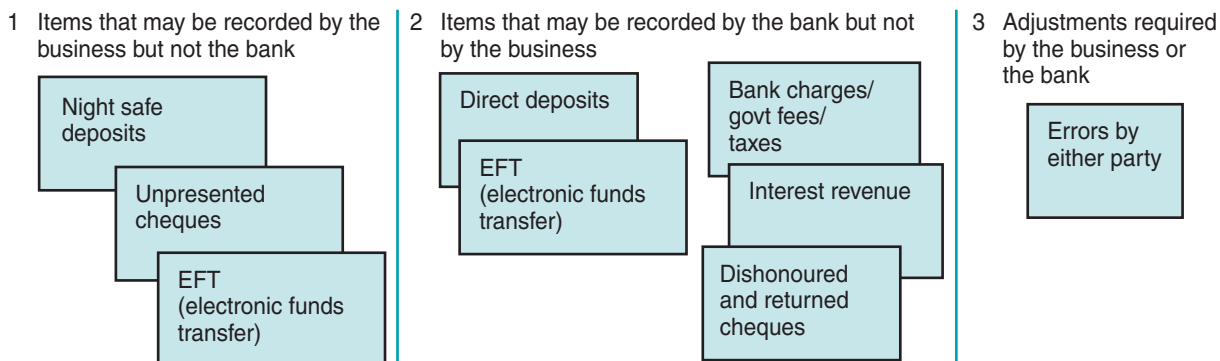 1 Items that may be recorded by the
business but not the bank
Night safe
deposits
Unpresented
cheques
EFT
(electronic funds
transfer)
2 Items that may be recorded by the bank but not
by the business
Direct deposits
EFT
(electronic funds
transfer)
Bank charges/
govt fees/
taxes
Interest revenue
Dishonoured
and returned
cheques
3 Adjustments required
by the business or
the bank
Errors by
either party